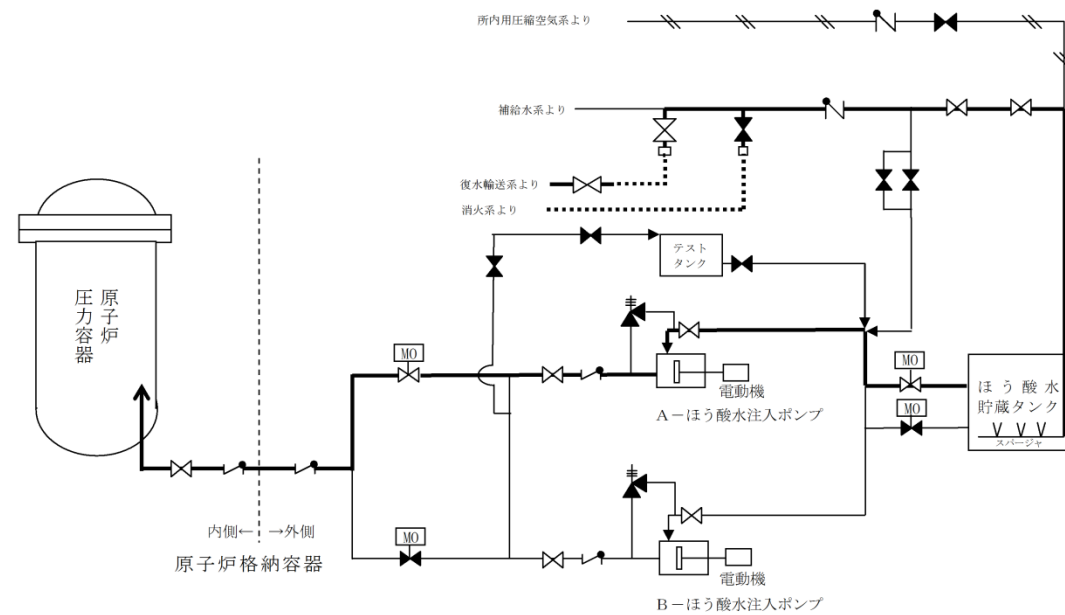 所内用圧縮空気系より
補給水系より
復水輸送系より
消火系より
テスト
タンク
原子炉
圧力容器
MO
MO
ほう酸水
貯蔵タンク
スパージャ
電動機
A－ほう酸水注入ポンプ
MO
内側←
→外側
原子炉格納容器
MO
電動機
B－ほう酸水注入ポンプ